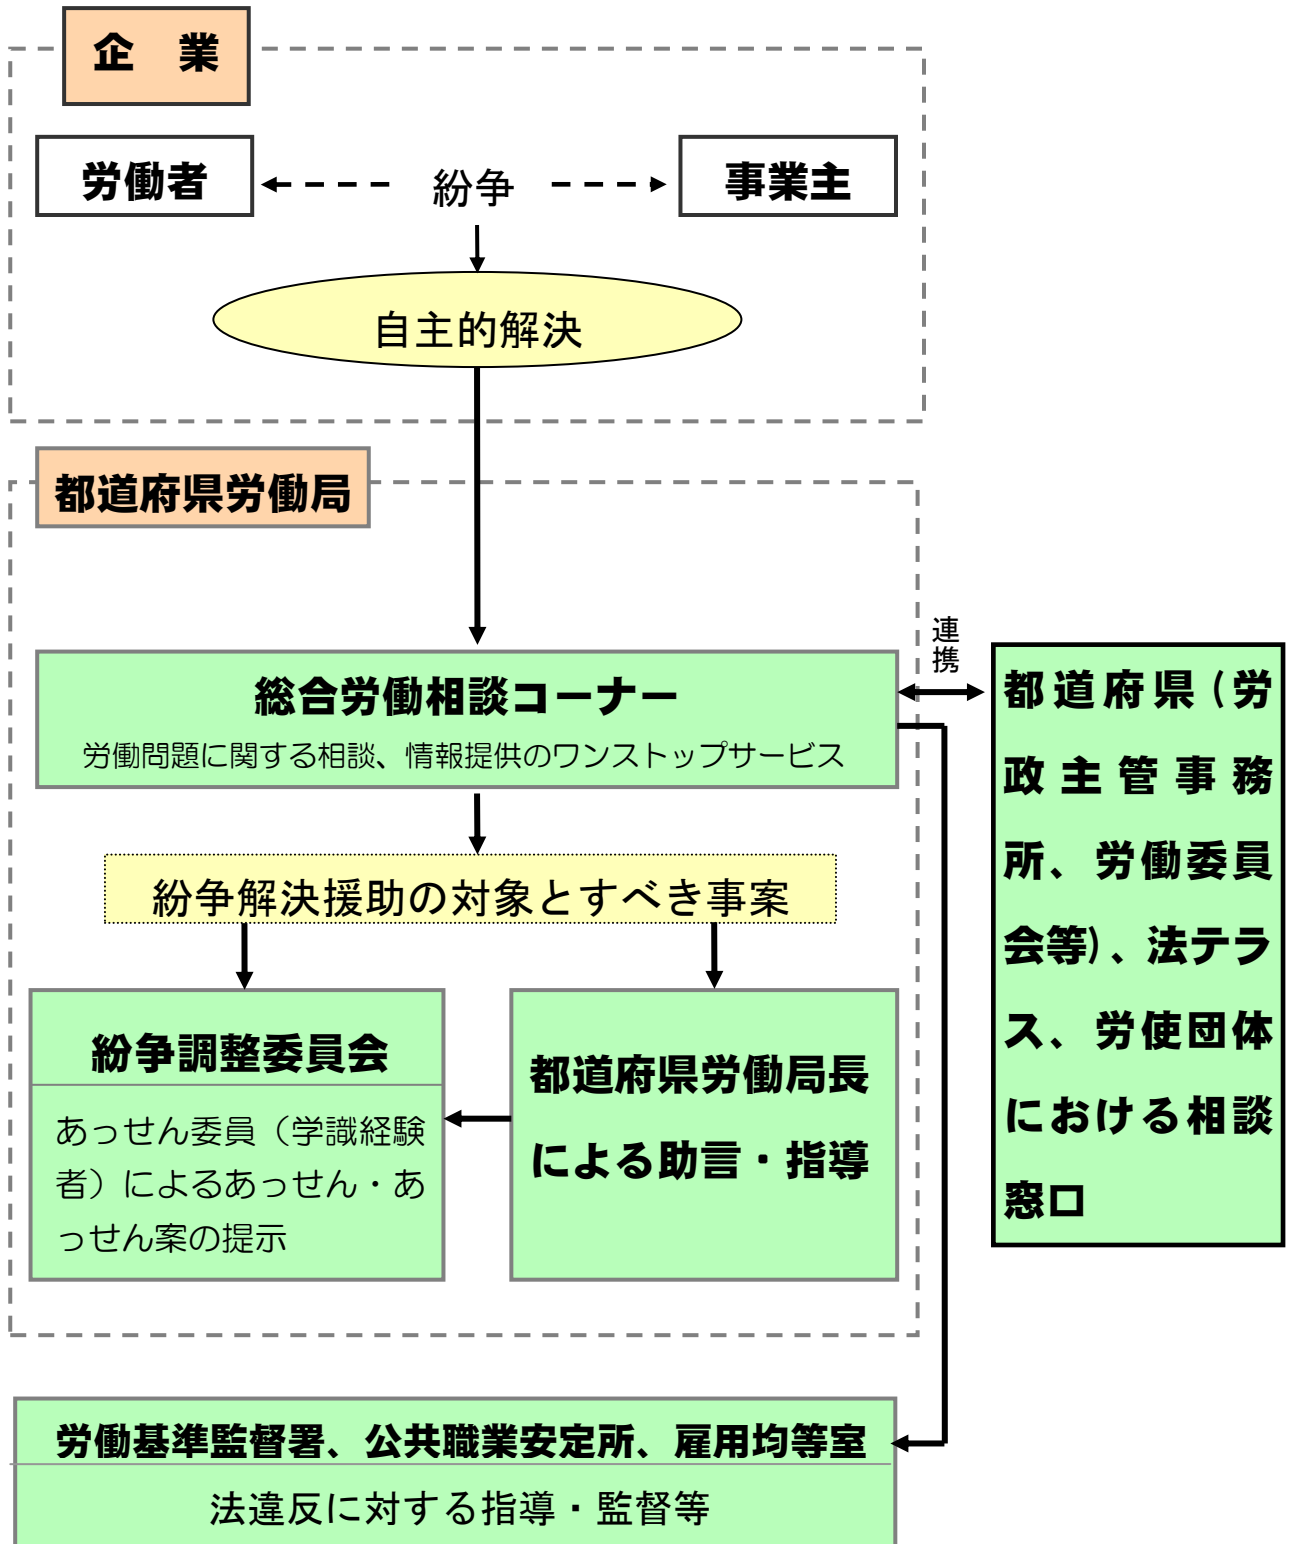 企　業
労働者
紛争
事業主
自主的解決
都道府県労働局
連携
総合労働相談コーナー
労働問題に関する相談、情報提供のワンストップサービス
都道府県（労
政主管事務
所、労働委員
会等）、法テラ
ス、労使団体
における相談
窓口
紛争解決援助の対象とすべき事案
紛争調整委員会
あっせん委員（学識経験
者）によるあっせん・あ
っせん案の提示
都道府県労働局長
による助言・指導
労働基準監督署、公共職業安定所、雇用均等室
法違反に対する指導・監督等